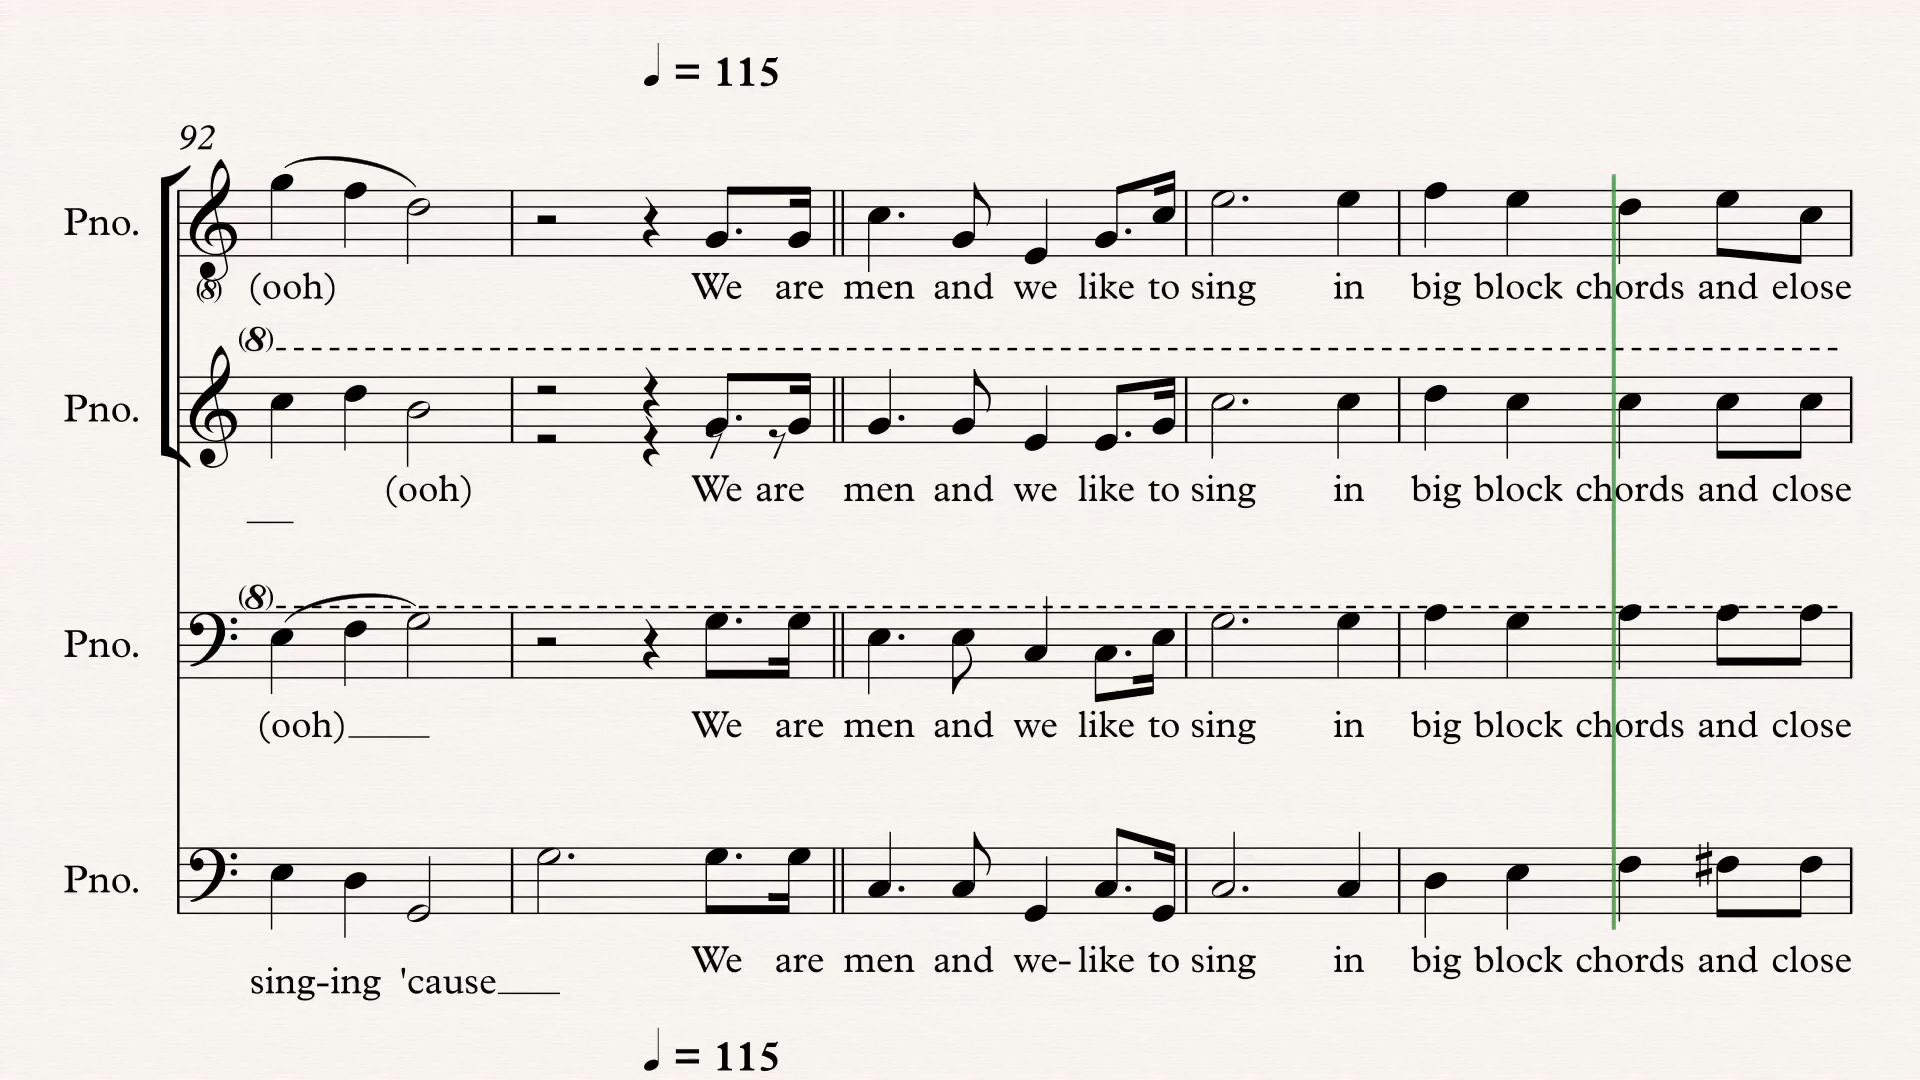 ♩ = 115
92
Pno.
(8) (ooh) We are men and we like to sing in big block chords and elose
(8)
Pno.
(ooh) We are men and we like to sing in big block chords and close
(8)
Pno.
(ooh)____ We are men and we like to sing in big block chords and close
Pno.
We are men and we- like to sing in big block chords and close
sing-ing 'cause___
♩ = 115